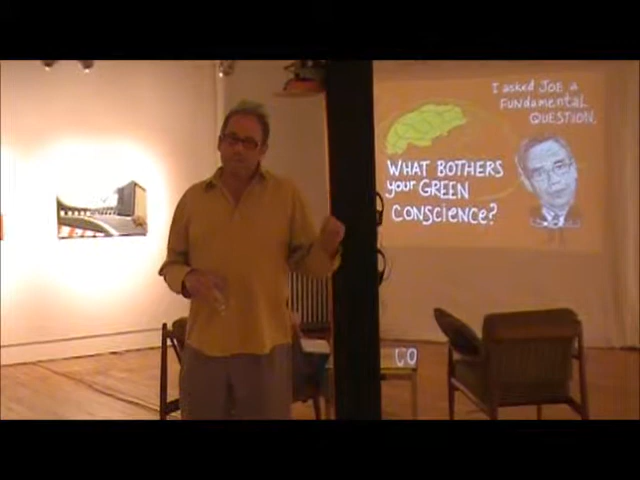 I asked JOE a
FUNDamENTAL
QUESTION.
WHAT BOTHERS
your GREEN
CONSCIENCE?